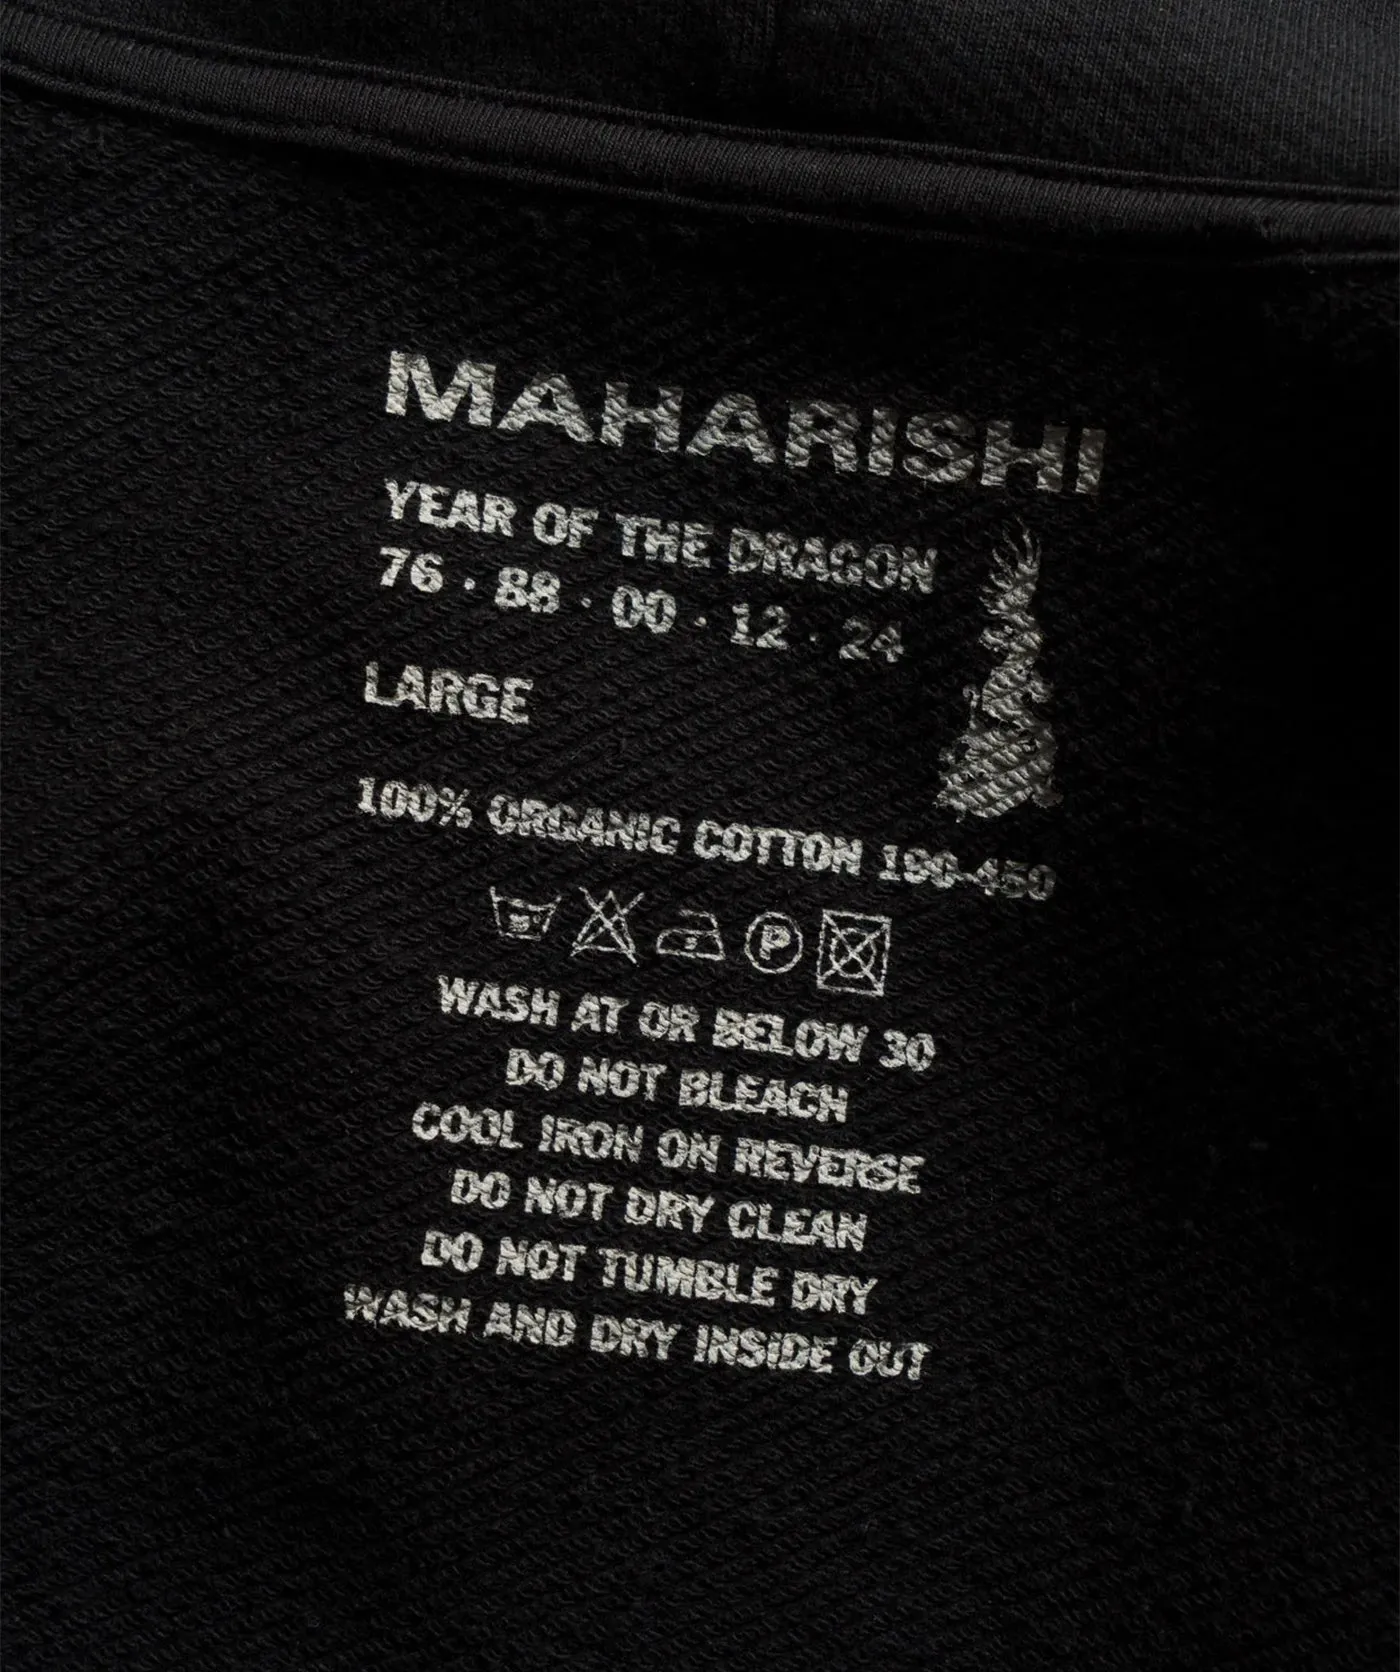 MAHARISHI
YEAR OF THE DRAGON
76 · 88 · 00 · 12 · 24
LARGE
100% ORGANIC COTTON 190-450
P
WASH AT OR BELOW 30
DO NOT BLEACH
COOL IRON ON REVERSE
DO NOT DRY CLEAN
DO NOT TUMBLE DRY
WASH AND DRY INSIDE OUT